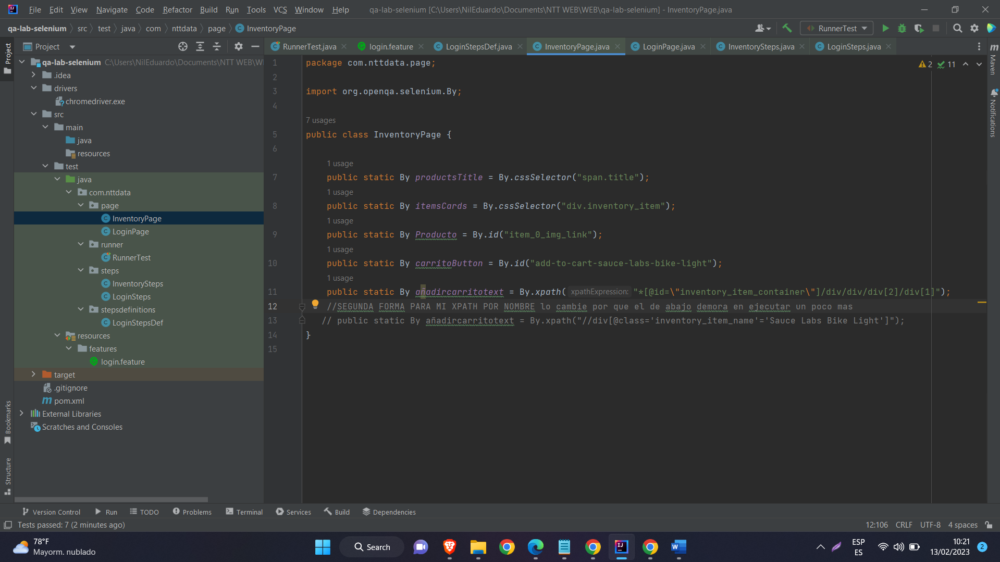 File Edit View Navigate Code Refactor Build Run Tools VCS Window Help qa-lab-selenium [C:\Users\NilEduardo\Documents\NTT WEB\WEB\qa-lab-selenium] - InventoryPage.java
qa-lab-selenium src test java com nttdata page InventoryPage RunnerTest
Project
RunnerTest.java login.feature LoginStepsDef.java InventoryPage.java LoginPage.java InventorySteps.java LoginSteps.java
qa-lab-selenium C:\Users\NilEduardo\Documents\NTT WEB\W
.idea
drivers
chromedriver.exe
src
main
java
resources
test
java
com.nttdata
page
InventoryPage
LoginPage
runner
RunnerTest
steps
InventorySteps
LoginSteps
stepsdefinitions
LoginStepsDef
resources
features
login.feature
target
.gitignore
pom.xml
External Libraries
Scratches and Consoles
Project
Bookmarks
Structure
1 package com.nttdata.page;
2
3 import org.openqa.selenium.By;
4
7 usages
5 public class InventoryPage {
6
1 usage
7 public static By productsTitle = By.cssSelector("span.title");
1 usage
8 public static By itemsCards = By.cssSelector("div.inventory_item");
1 usage
9 public static By Producto = By.id("item_0_img_link");
1 usage
10 public static By carritoButton = By.id("add-to-cart-sauce-labs-bike-light");
1 usage
11 public static By añadircarritotext = By.xpath( xpathExpression: "*[@id=\"inventory_item_container\"]/div/div/div[2]/div[1]");
12 //SEGUNDA FORMA PARA MI XPATH POR NOMBRE lo cambie por que el de abajo demora en ejecutar un poco mas
13 // public static By añadircarritotext = By.xpath("//div[@class='inventory_item_name'='Sauce Labs Bike Light']");
14 }
15
2 11
m
Maven
Notifications
Version Control Run TODO Problems Terminal Services Build Dependencies
Tests passed: 7 (2 minutes ago) 12:106 CRLF UTF-8 4 spaces
78°F
Mayorm. nublado
Search
ESP
ES
10:21
13/02/2023
2